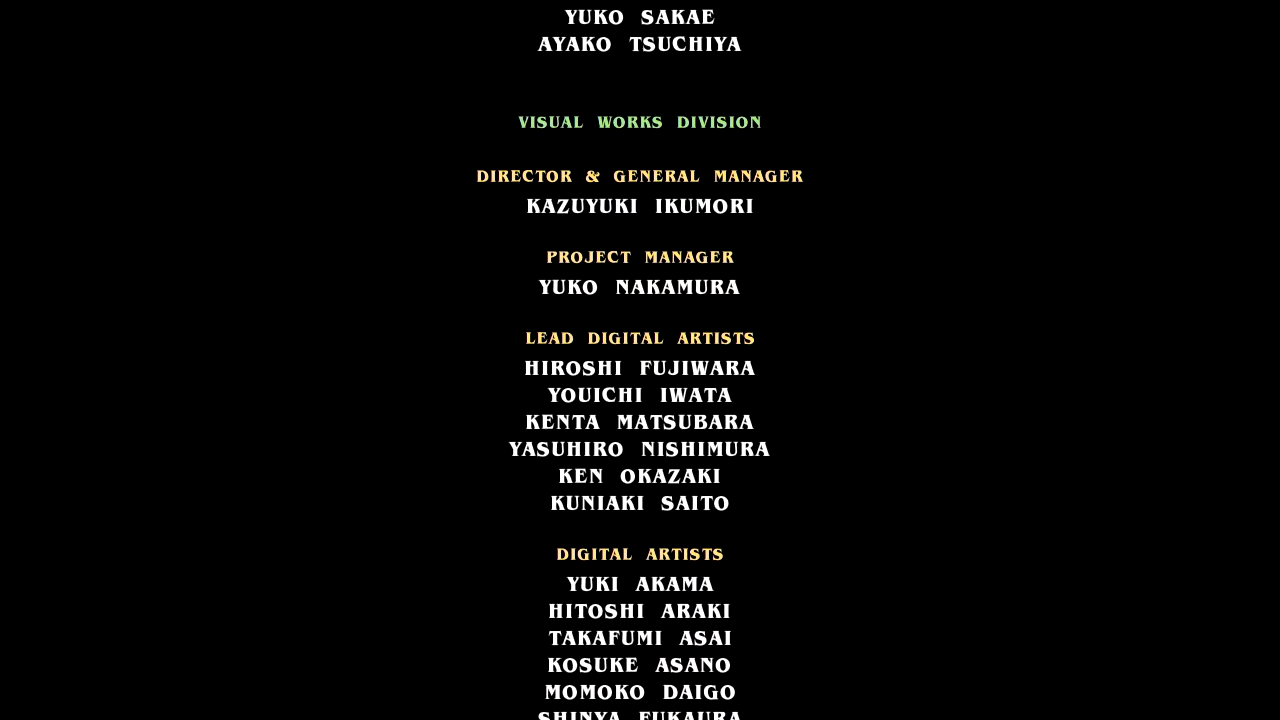 YUKO SAKAE
AYAKO TSUCHIYA
VISUAL WORKS DIVISION
DIRECTOR & GENERAL MANAGER
KAZUYUKI IKUMORI
PROJECT MANAGER
YUKO NAKAMURA
LEAD DIGITAL ARTISTS
HIROSHI FUJIWARA
YOUICHI IWATA
KENTA MATSUBARA
YASUHIRO NISHIMURA
KEN OKAZAKI
KUNIAKI SAITO
DIGITAL ARTISTS
YUKI AKAMA
HITOSHI ARAKI
TAKAFUMI ASAI
KOSUKE ASANO
MOMOKO DAIGO
SHINYA FUKAURA